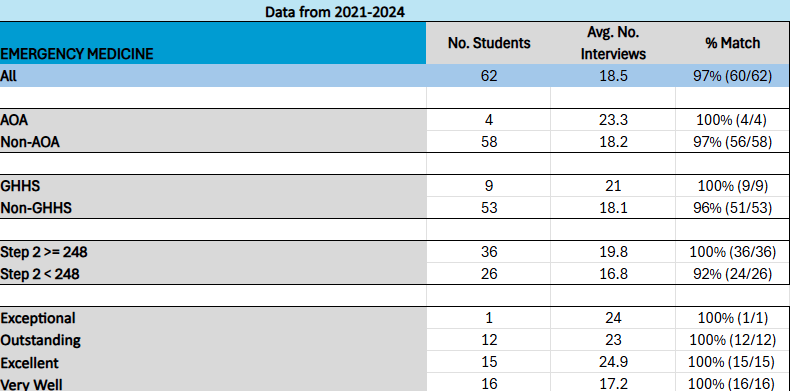 Data from 2021-2024
EMERGENCY MEDICINE No. Students Avg. No. Interviews % Match
All 62 18.5 97% (60/62)
AOA 4 23.3 100% (4/4)
Non-AOA 58 18.2 97% (56/58)
GHHS 9 21 100% (9/9)
Non-GHHS 53 18.1 96% (51/53)
Step 2 >= 248 36 19.8 100% (36/36)
Step 2 < 248 26 16.8 92% (24/26)
Exceptional 1 24 100% (1/1)
Outstanding 12 23 100% (12/12)
Excellent 15 24.9 100% (15/15)
Very Well 16 17.2 100% (16/16)